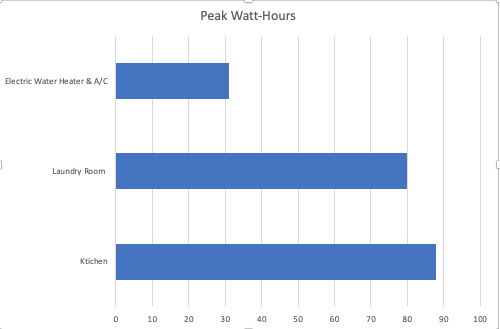 Peak Watt-Hours
Electric Water Heater & A/C
Laundry Room
Ktichen
0 10 20 30 40 50 60 70 80 90 100